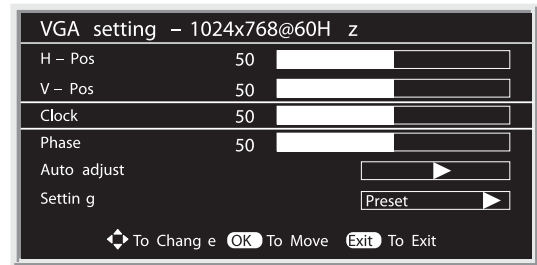 VGA setting – 1024x768@60H z
H – Pos 50
V – Pos 50
Clock 50
Phase 50
Auto adjust
Settin g Preset
To Chang e OK To Move Exit To Exit